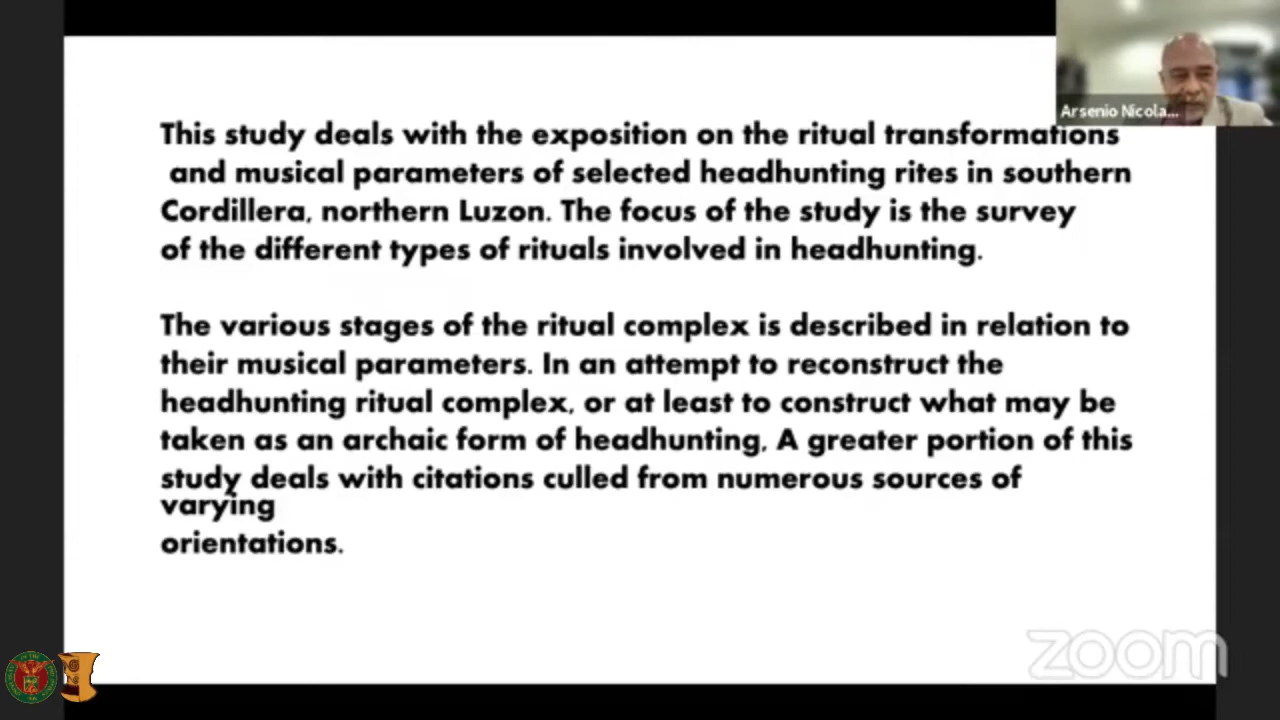 Arsenio Nicola...
This study deals with the exposition on the ritual transformations
and musical parameters of selected headhunting rites in southern
Cordillera, northern Luzon. The focus of the study is the survey
of the different types of rituals involved in headhunting.
The various stages of the ritual complex is described in relation to
their musical parameters. In an attempt to reconstruct the
headhunting ritual complex, or at least to construct what may be
taken as an archaic form of headhunting, A greater portion of this
study deals with citations culled from numerous sources of
varying
orientations.
zoom